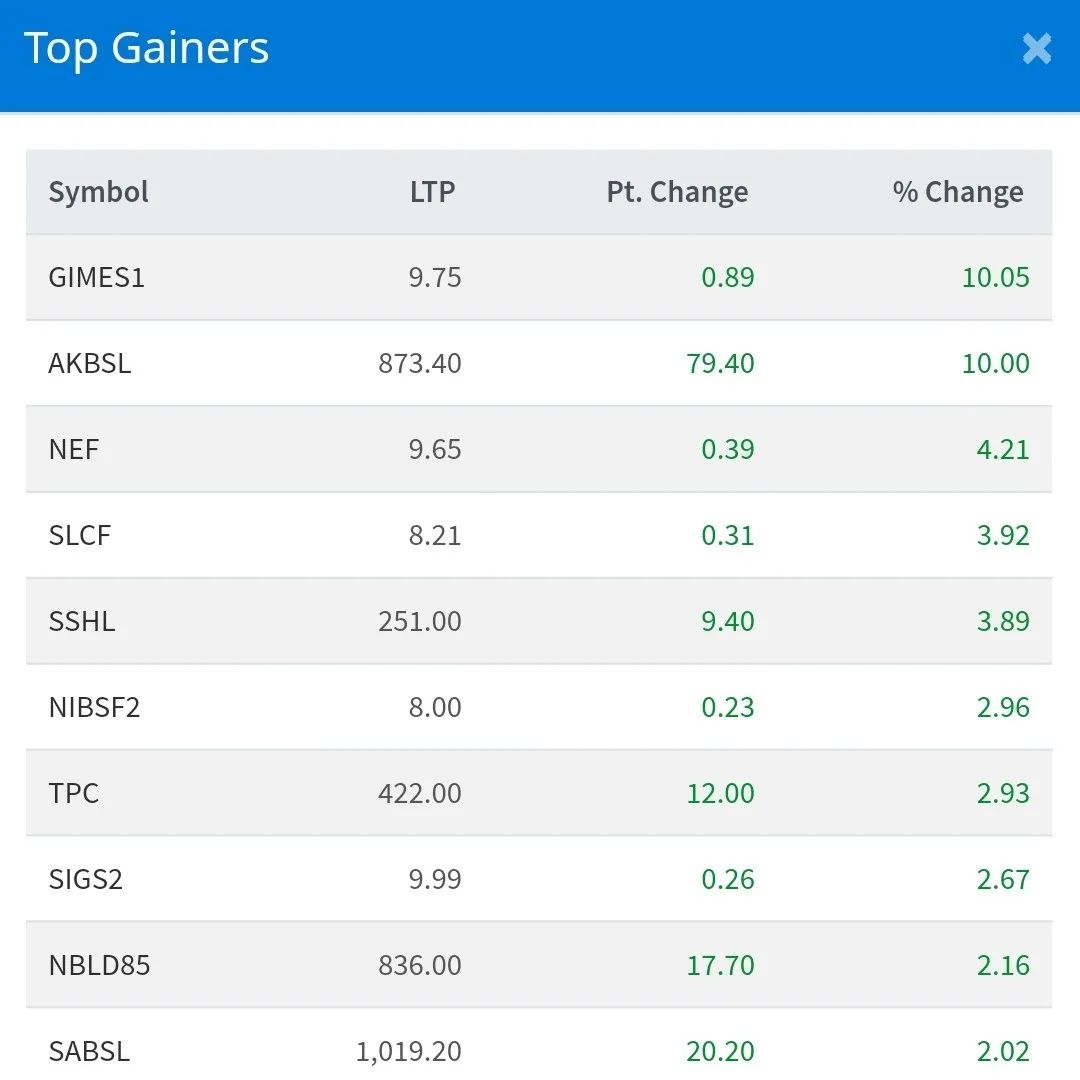 Top Gainers ×
Symbol LTP Pt. Change % Change
GIMES1 9.75 0.89 10.05
AKBSL 873.40 79.40 10.00
NEF 9.65 0.39 4.21
SLCF 8.21 0.31 3.92
SSHL 251.00 9.40 3.89
NIBSF2 8.00 0.23 2.96
TPC 422.00 12.00 2.93
SIGS2 9.99 0.26 2.67
NBLD85 836.00 17.70 2.16
SABSL 1,019.20 20.20 2.02